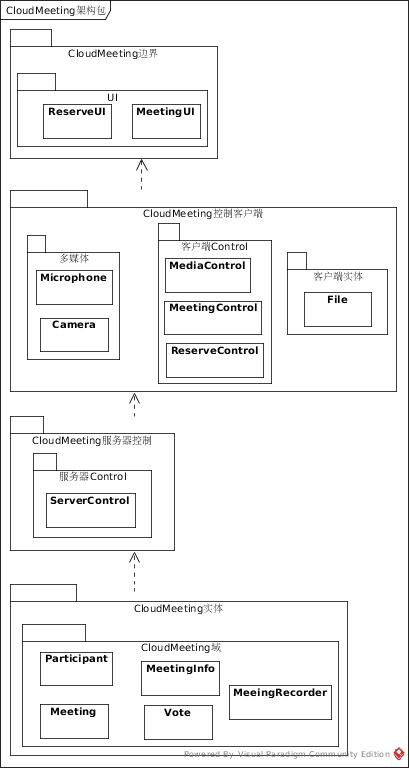 CloudMeeting架构包
CloudMeeting边界
UI
ReserveUI
MeetingUI
CloudMeeting控制客户端
多媒体
Microphone
Camera
客户端Control
MediaControl
MeetingControl
ReserveControl
客户端实体
File
CloudMeeting服务器控制
服务器Control
ServerControl
CloudMeeting实体
CloudMeeting域
Participant
MeetingInfo
MeeingRecorder
Meeting
Vote
Powered By Visual Paradigm Community Edition